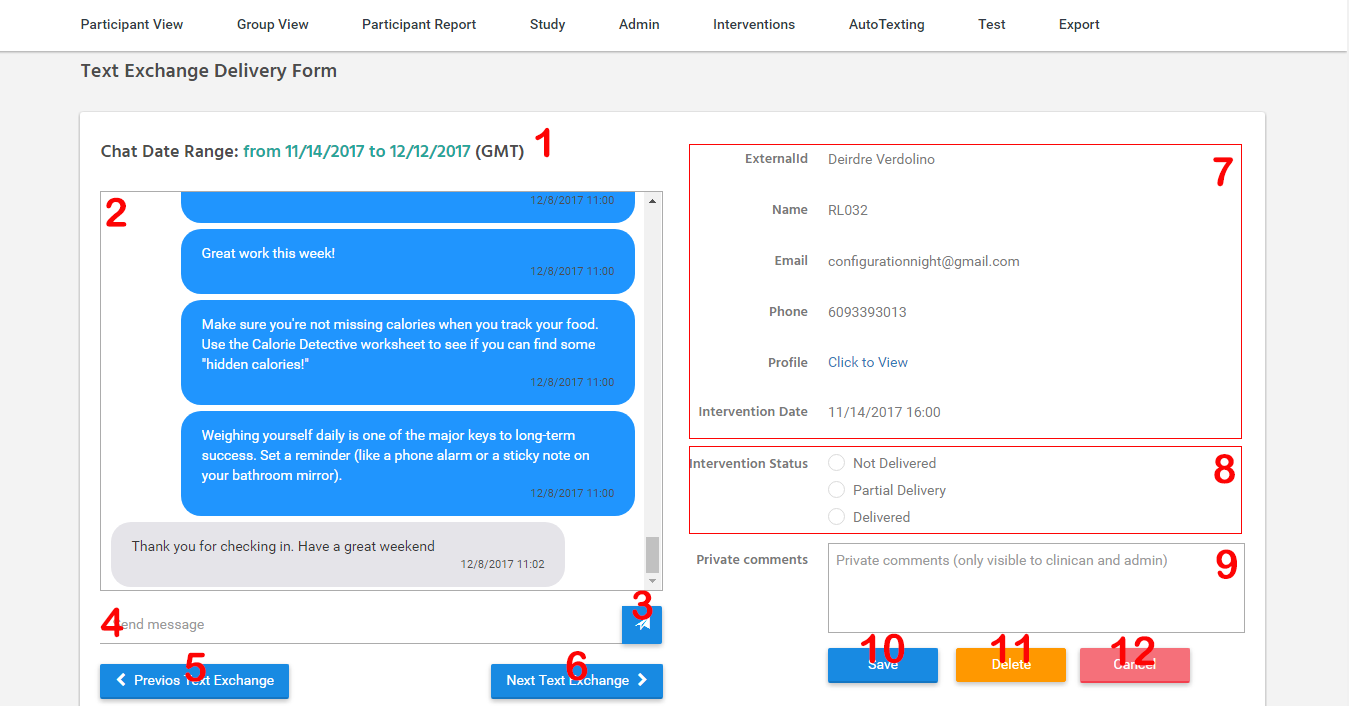 Participant View Group View Participant Report Study Admin Interventions AutoTexting Test Export
Text Exchange Delivery Form
Chat Date Range: from 11/14/2017 to 12/12/2017 (GMT) 1
2
12/8/2017 11:00
Great work this week!
12/8/2017 11:00
Make sure you're not missing calories when you track your food.
Use the Calorie Detective worksheet to see if you can find some
"hidden calories!"
12/8/2017 11:00
Weighing yourself daily is one of the major keys to long-term
success. Set a reminder (like a phone alarm or a sticky note on
your bathroom mirror).
12/8/2017 11:00
Thank you for checking in. Have a great weekend
12/8/2017 11:02
3
4 Send message
5
Previos Text Exchange
6
Next Text Exchange
7
ExternalId Deirdre Verdolino
Name RL032
Email configurationnight@gmail.com
Phone 6093393013
Profile Click to View
Intervention Date 11/14/2017 16:00
8
Intervention Status Not Delivered
Partial Delivery
Delivered
9
Private comments Private comments (only visible to clinican and admin)
10 11 12
Save Delete Cancel